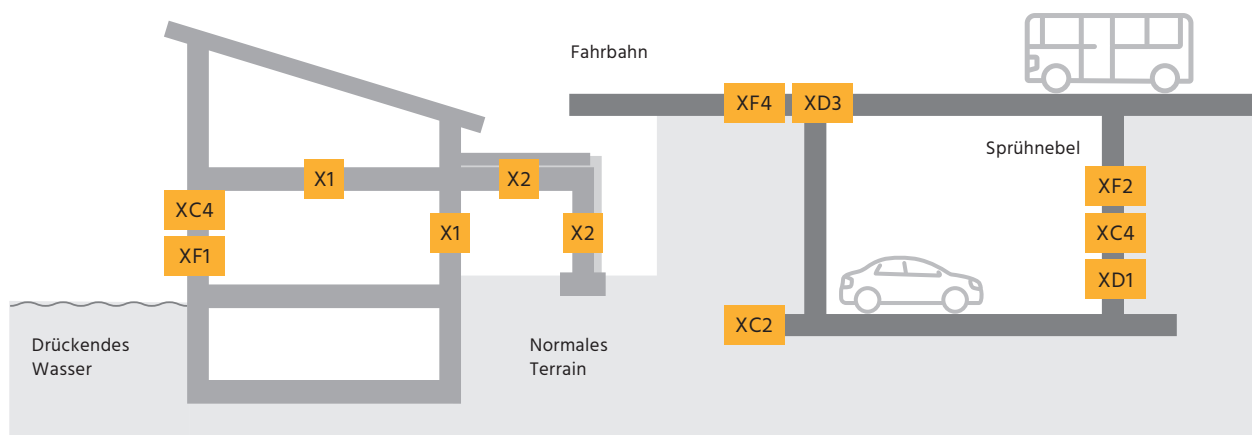 Fahrbahn
XF4
XD3
Sprühnebel
X1
X2
XF2
XC4
XF1
X1
X2
XC4
XD1
XC2
Drückendes
Wasser
Normales
Terrain